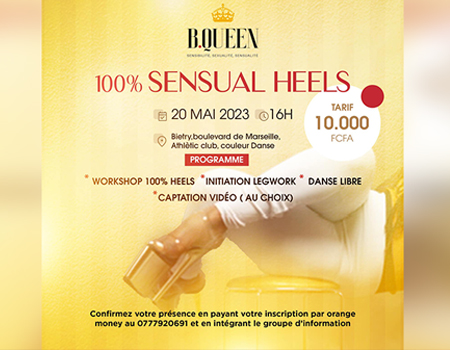 B.QUEEN
SENSIBILITÉ, SEXUALITÉ, SENSUALITÉ
100% SENSUAL HEELS
20 MAI 2023 16H
TARIF
10.000
FCFA
Bietry,boulevard de Marseille,
Athlètic club, couleur Danse
PROGRAMME
* WORKSHOP 100% HEELS * INITIATION LEGWORK * DANSE LIBRE
*CAPTATION VIDÉO ( AU CHOIX)
Confirmez votre présence en payant votre inscription par orange
money au 0777920691 et en intégrant le groupe d'information